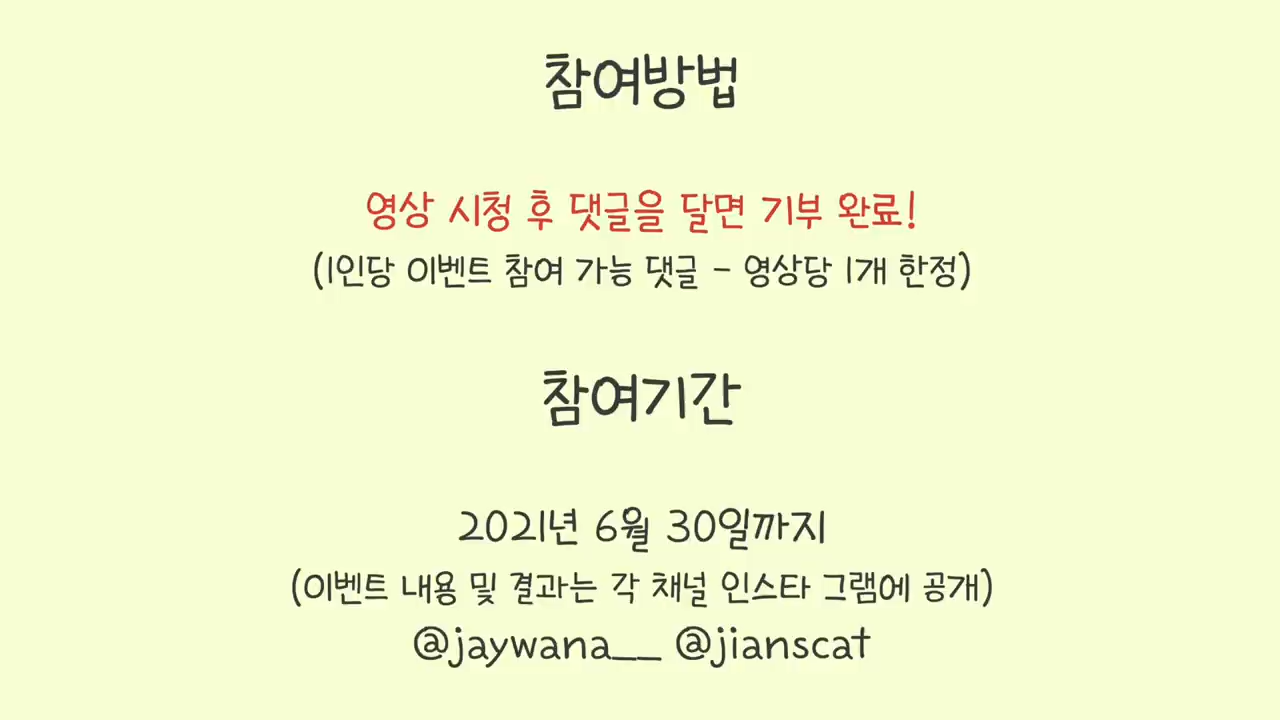 참여방법
영상 시청 후 댓글을 달면 기부 완료!
(1인당 이벤트 참여 가능 댓글 - 영상당 1개 한정)
참여기간
2021년 6월 30일까지
(이벤트 내용 및 결과는 각 채널 인스타 그램에 공개)
@jaywana__ @jianscat